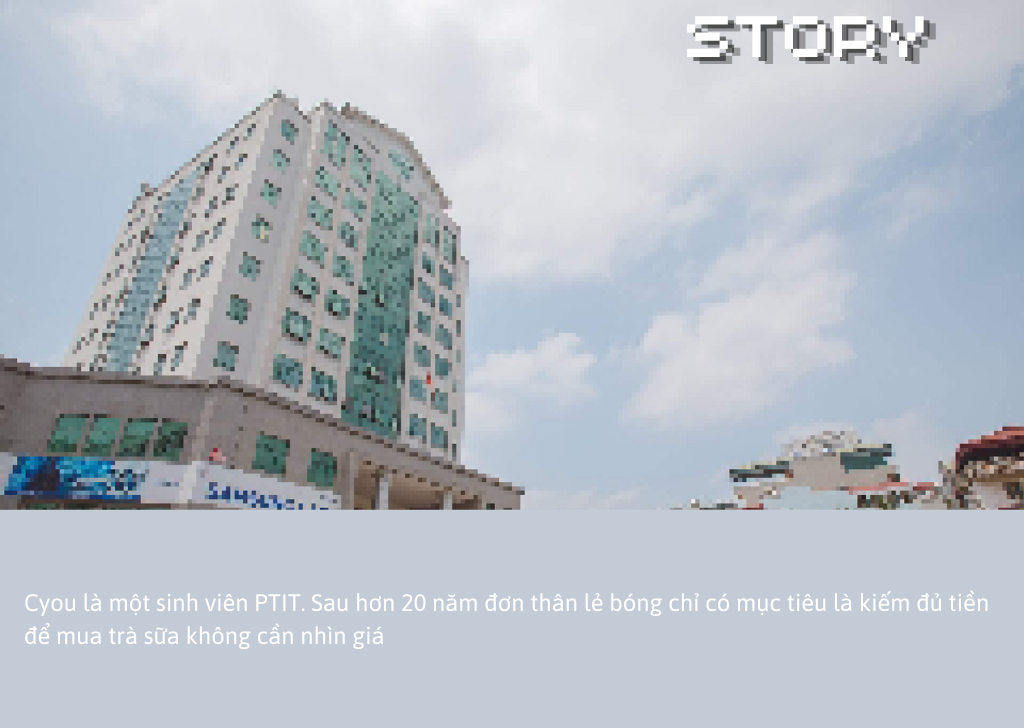 STORY
SAMSUNG
Cyou là một sinh viên PTIT. Sau hơn 20 năm đơn thân lẻ bóng chỉ có mục tiêu là kiếm đủ tiền
để mua trà sữa không cần nhìn giá